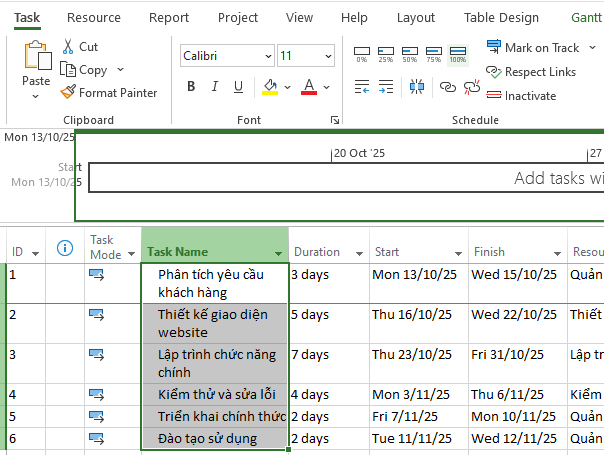 Task Resource Report Project View Help Layout Table Design Gantt
Paste
Cut
Copy
Format Painter
Clipboard
Calibri 11
B I U A
Font
0% 25% 50% 75% 100%
Mark on Track
Respect Links
Inactivate
Schedule
Mon 13/10/25
Start
Mon 13/10/25
20 Oct '25
27
Add tasks wi
ID Task Mode Task Name Duration Start Finish Resou
1 Phân tích yêu cầu khách hàng 3 days Mon 13/10/25 Wed 15/10/25 Quản
2 Thiết kế giao diện website 5 days Thu 16/10/25 Wed 22/10/25 Thiết
3 Lập trình chức năng chính 7 days Thu 23/10/25 Fri 31/10/25 Lập tr
4 Kiểm thử và sửa lỗi 4 days Mon 3/11/25 Thu 6/11/25 Kiểm
5 Triển khai chính thức 2 days Fri 7/11/25 Mon 10/11/25 Quản
6 Đào tạo sử dụng 2 days Tue 11/11/25 Wed 12/11/25 Quản